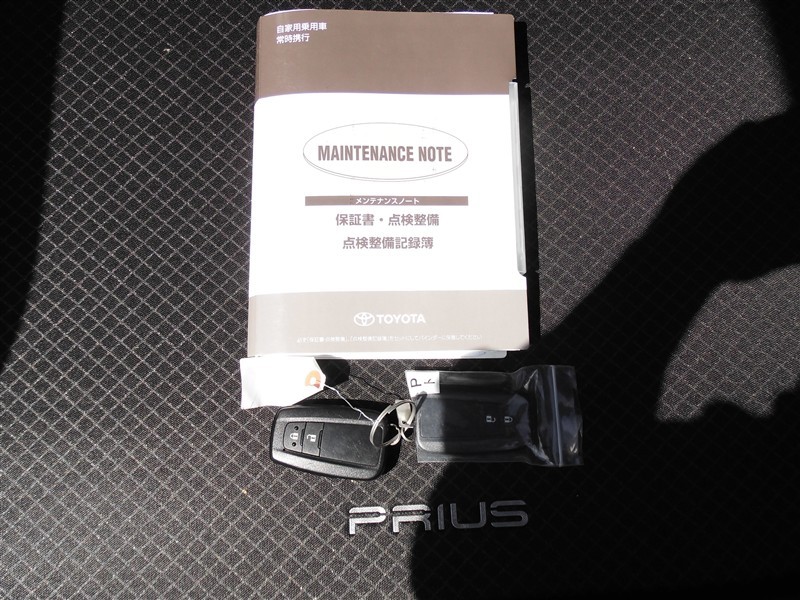 自家用乗用車
常時携行
MAINTENANCE NOTE
メンテナンスノート
保証書・点検整備
点検整備記録簿
TOYOTA
P
PRIUS